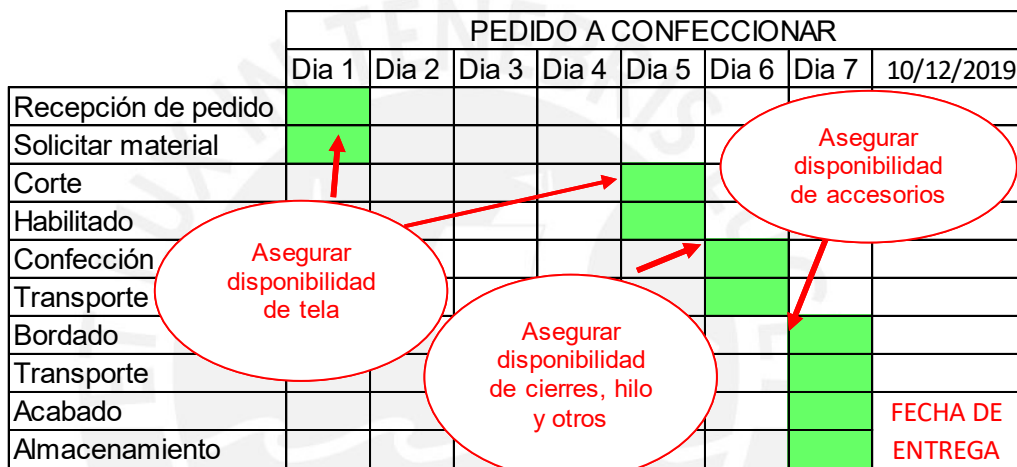 PEDIDO A CONFECCIONAR
Dia 1 Dia 2 Dia 3 Dia 4 Dia 5 Dia 6 Dia 7 10/12/2019
Recepción de pedido
Solicitar material
Corte
Habilitado
Confección
Transporte
Bordado
Transporte
Acabado
Almacenamiento
Asegurar
disponibilidad
de tela
Asegurar
disponibilidad
de cierres, hilo
y otros
Asegurar
disponibilidad
de accesorios
FECHA DE
ENTREGA